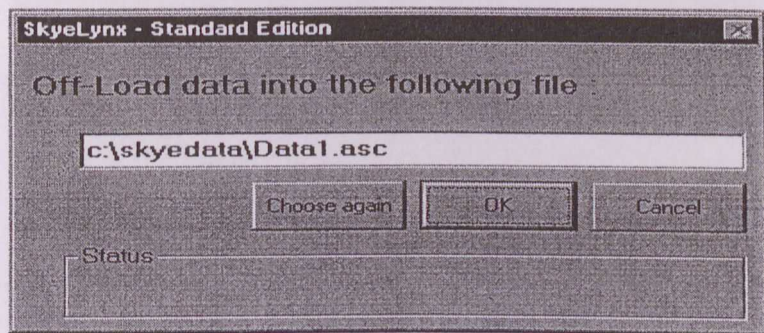 SkyeLynx - Standard Edition
Off-Load data into the following file :
c:\skyedata\Data1.asc
Choose again OK Cancel
Status